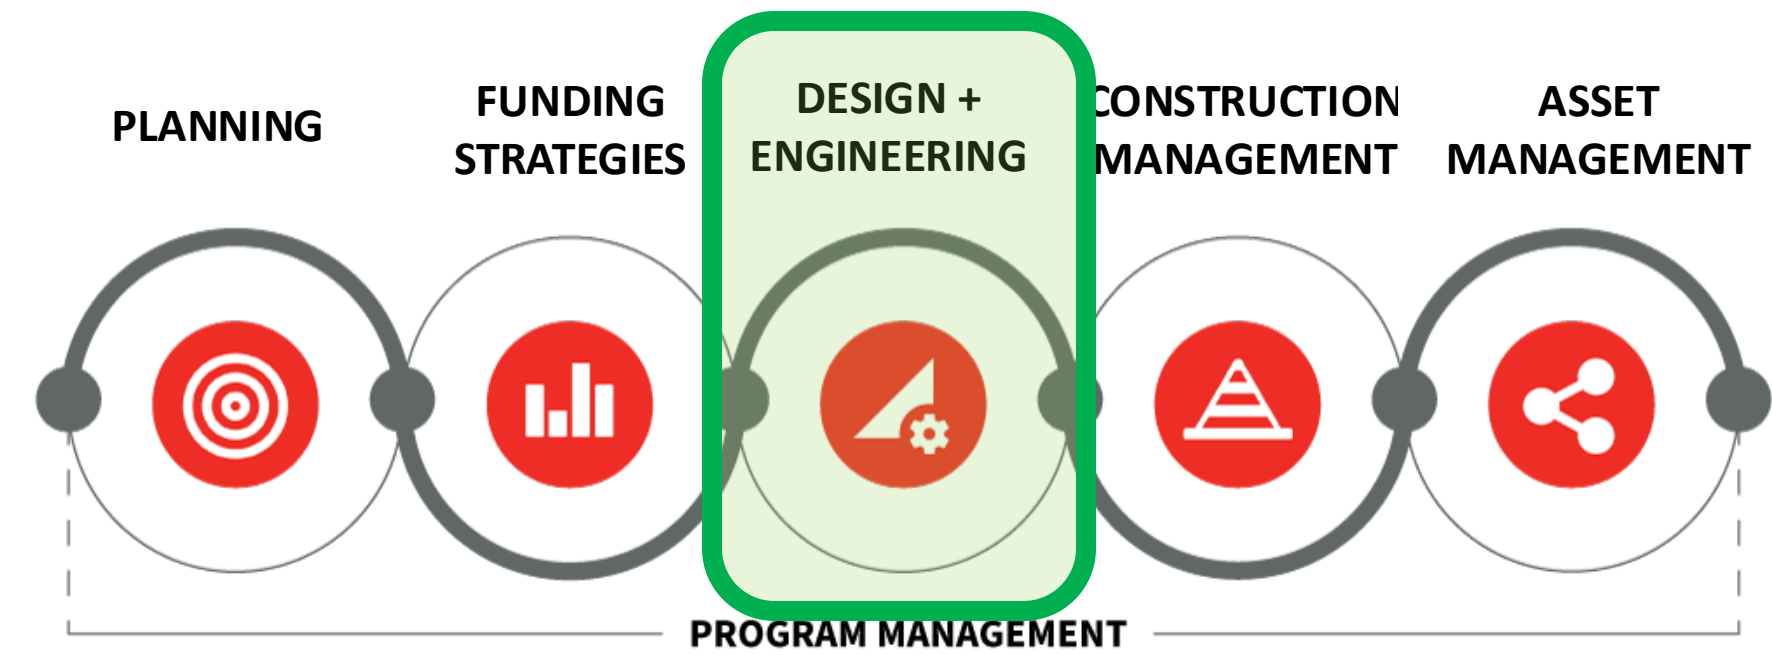 PLANNING
FUNDING
STRATEGIES
DESIGN +
ENGINEERING
CONSTRUCTION
MANAGEMENT
ASSET
MANAGEMENT
PROGRAM MANAGEMENT